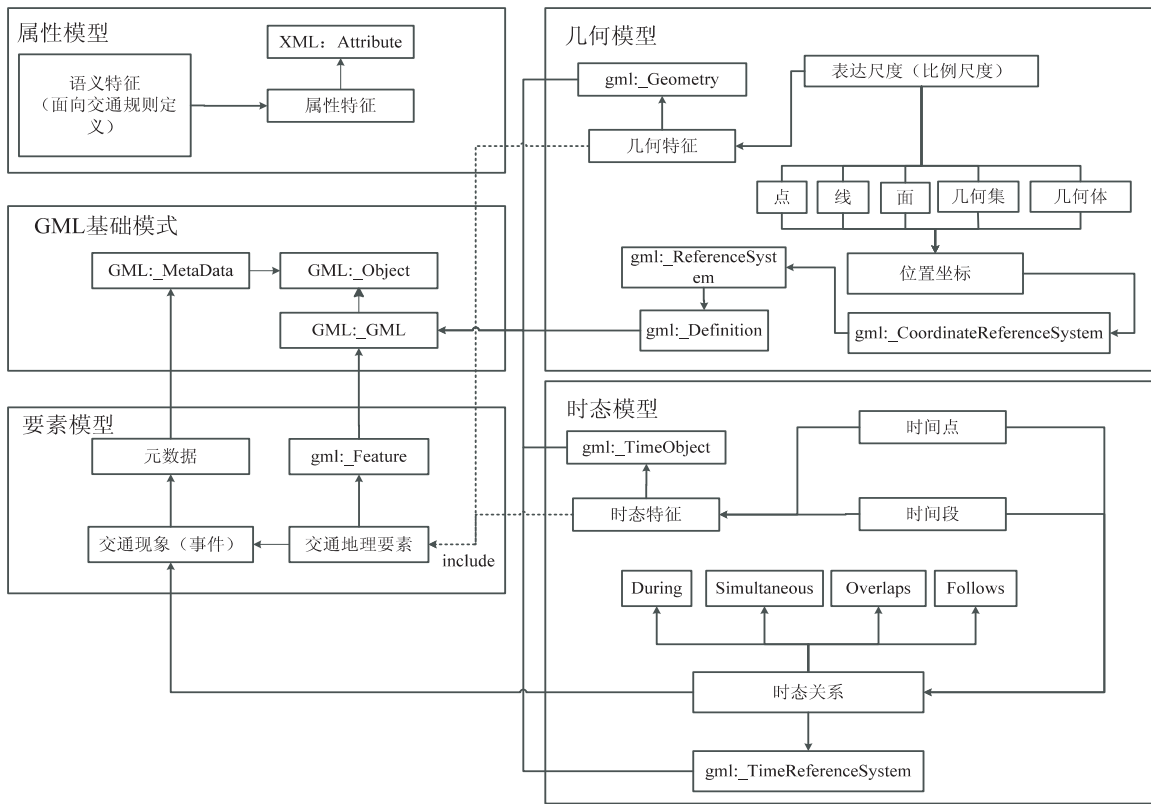 属性模型
XML：Attribute
语义特征
（面向交通规则定
义）
属性特征
几何模型
gml:_Geometry
表达尺度（比例尺度）
几何特征
点
线
面
几何集
几何体
gml:_ReferenceSyst
em
位置坐标
gml:_Definition
gml:_CoordinateReferenceSystem
GML基础模式
GML:_MetaData
GML:_Object
GML:_GML
要素模型
元数据
gml:_Feature
交通现象（事件）
交通地理要素
include
时态模型
时间点
gml:_TimeObject
时态特征
时间段
During
Simultaneous
Overlaps
Follows
时态关系
gml:_TimeReferenceSystem